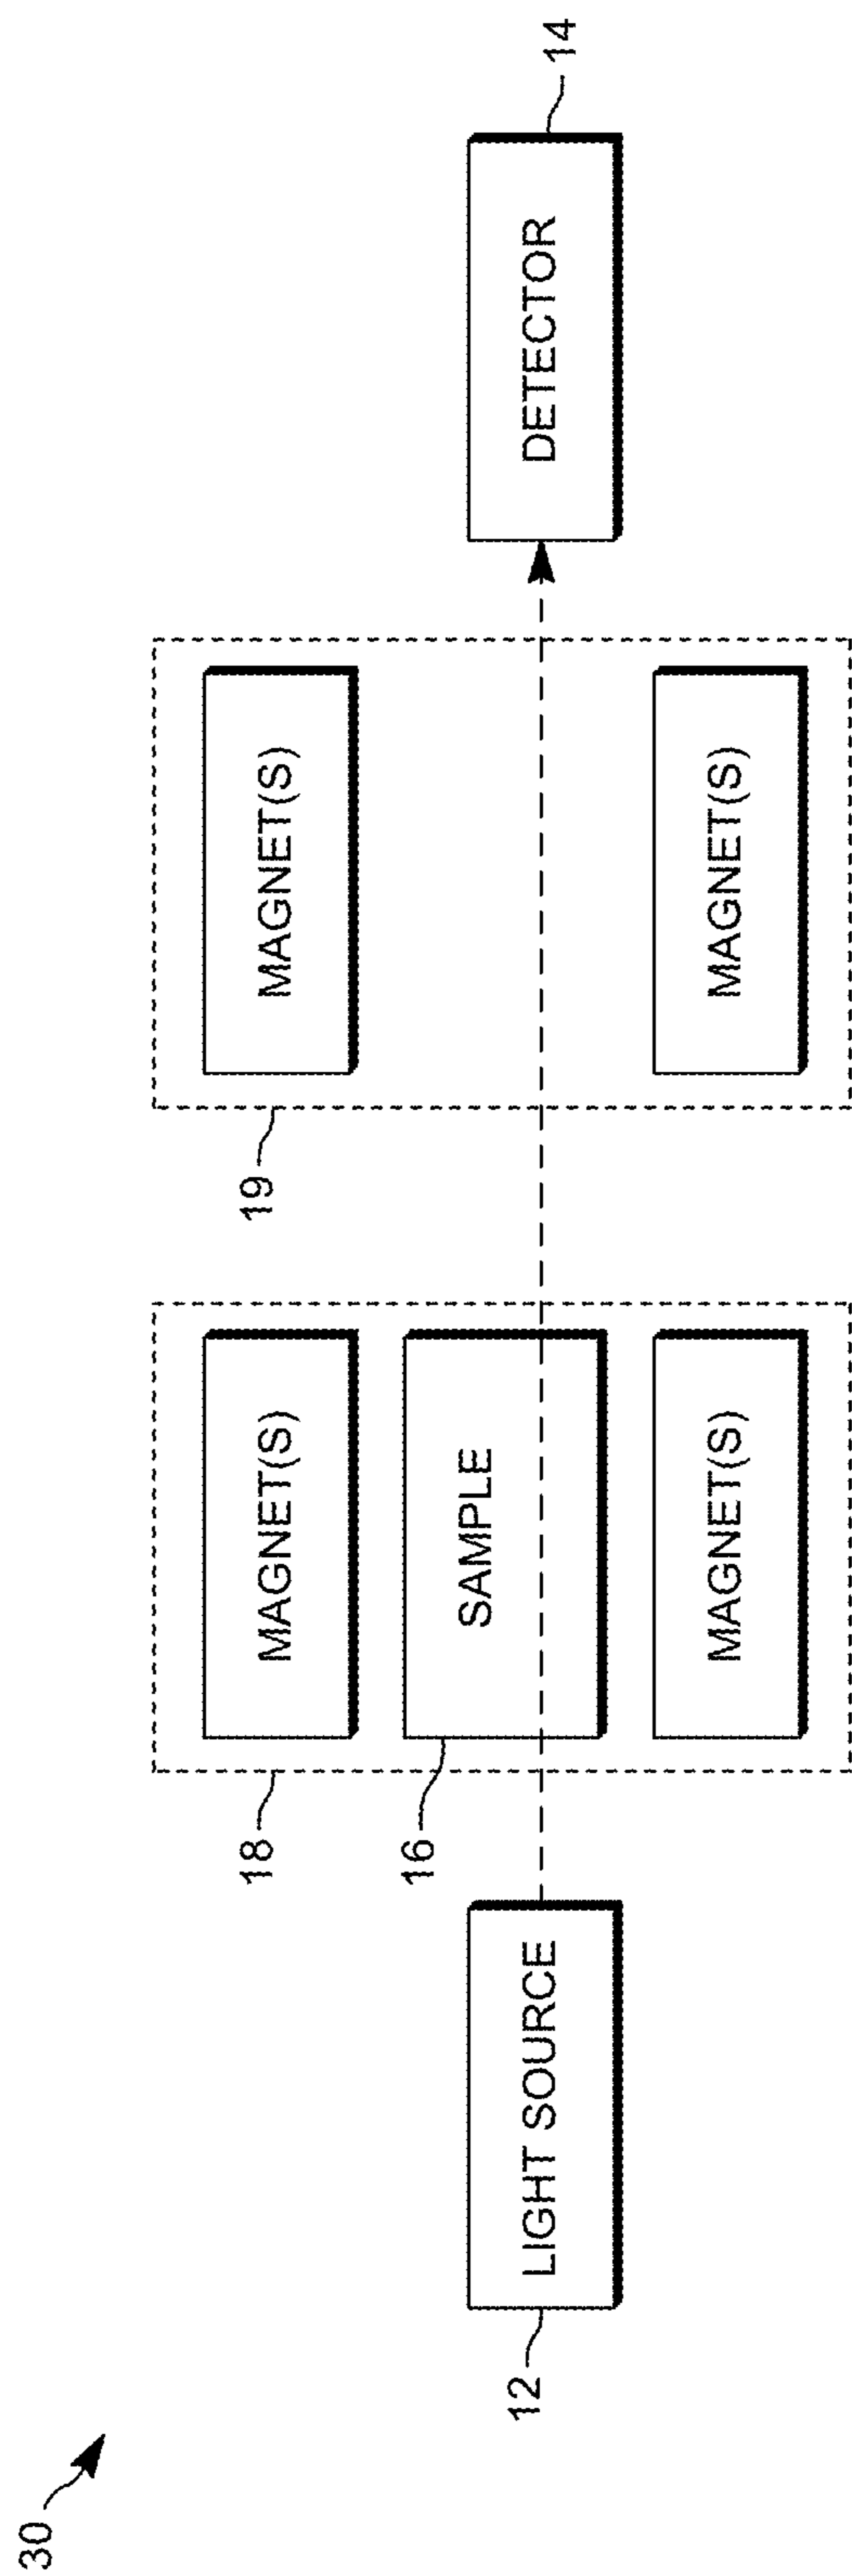 30
12
LIGHT SOURCE
18
16
MAGNET(S)
SAMPLE
MAGNET(S)
19
MAGNET(S)
MAGNET(S)
DETECTOR
14